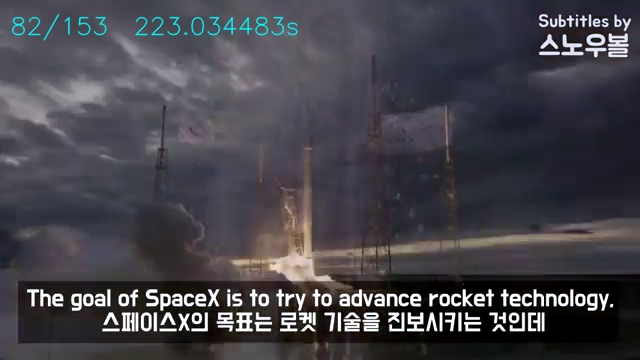 82/153 223.034483s
Subtitles by
스노우볼
The goal of SpaceX is to try to advance rocket technology,
스페이스X의 목표는 로켓 기술을 진보시키는 것인데